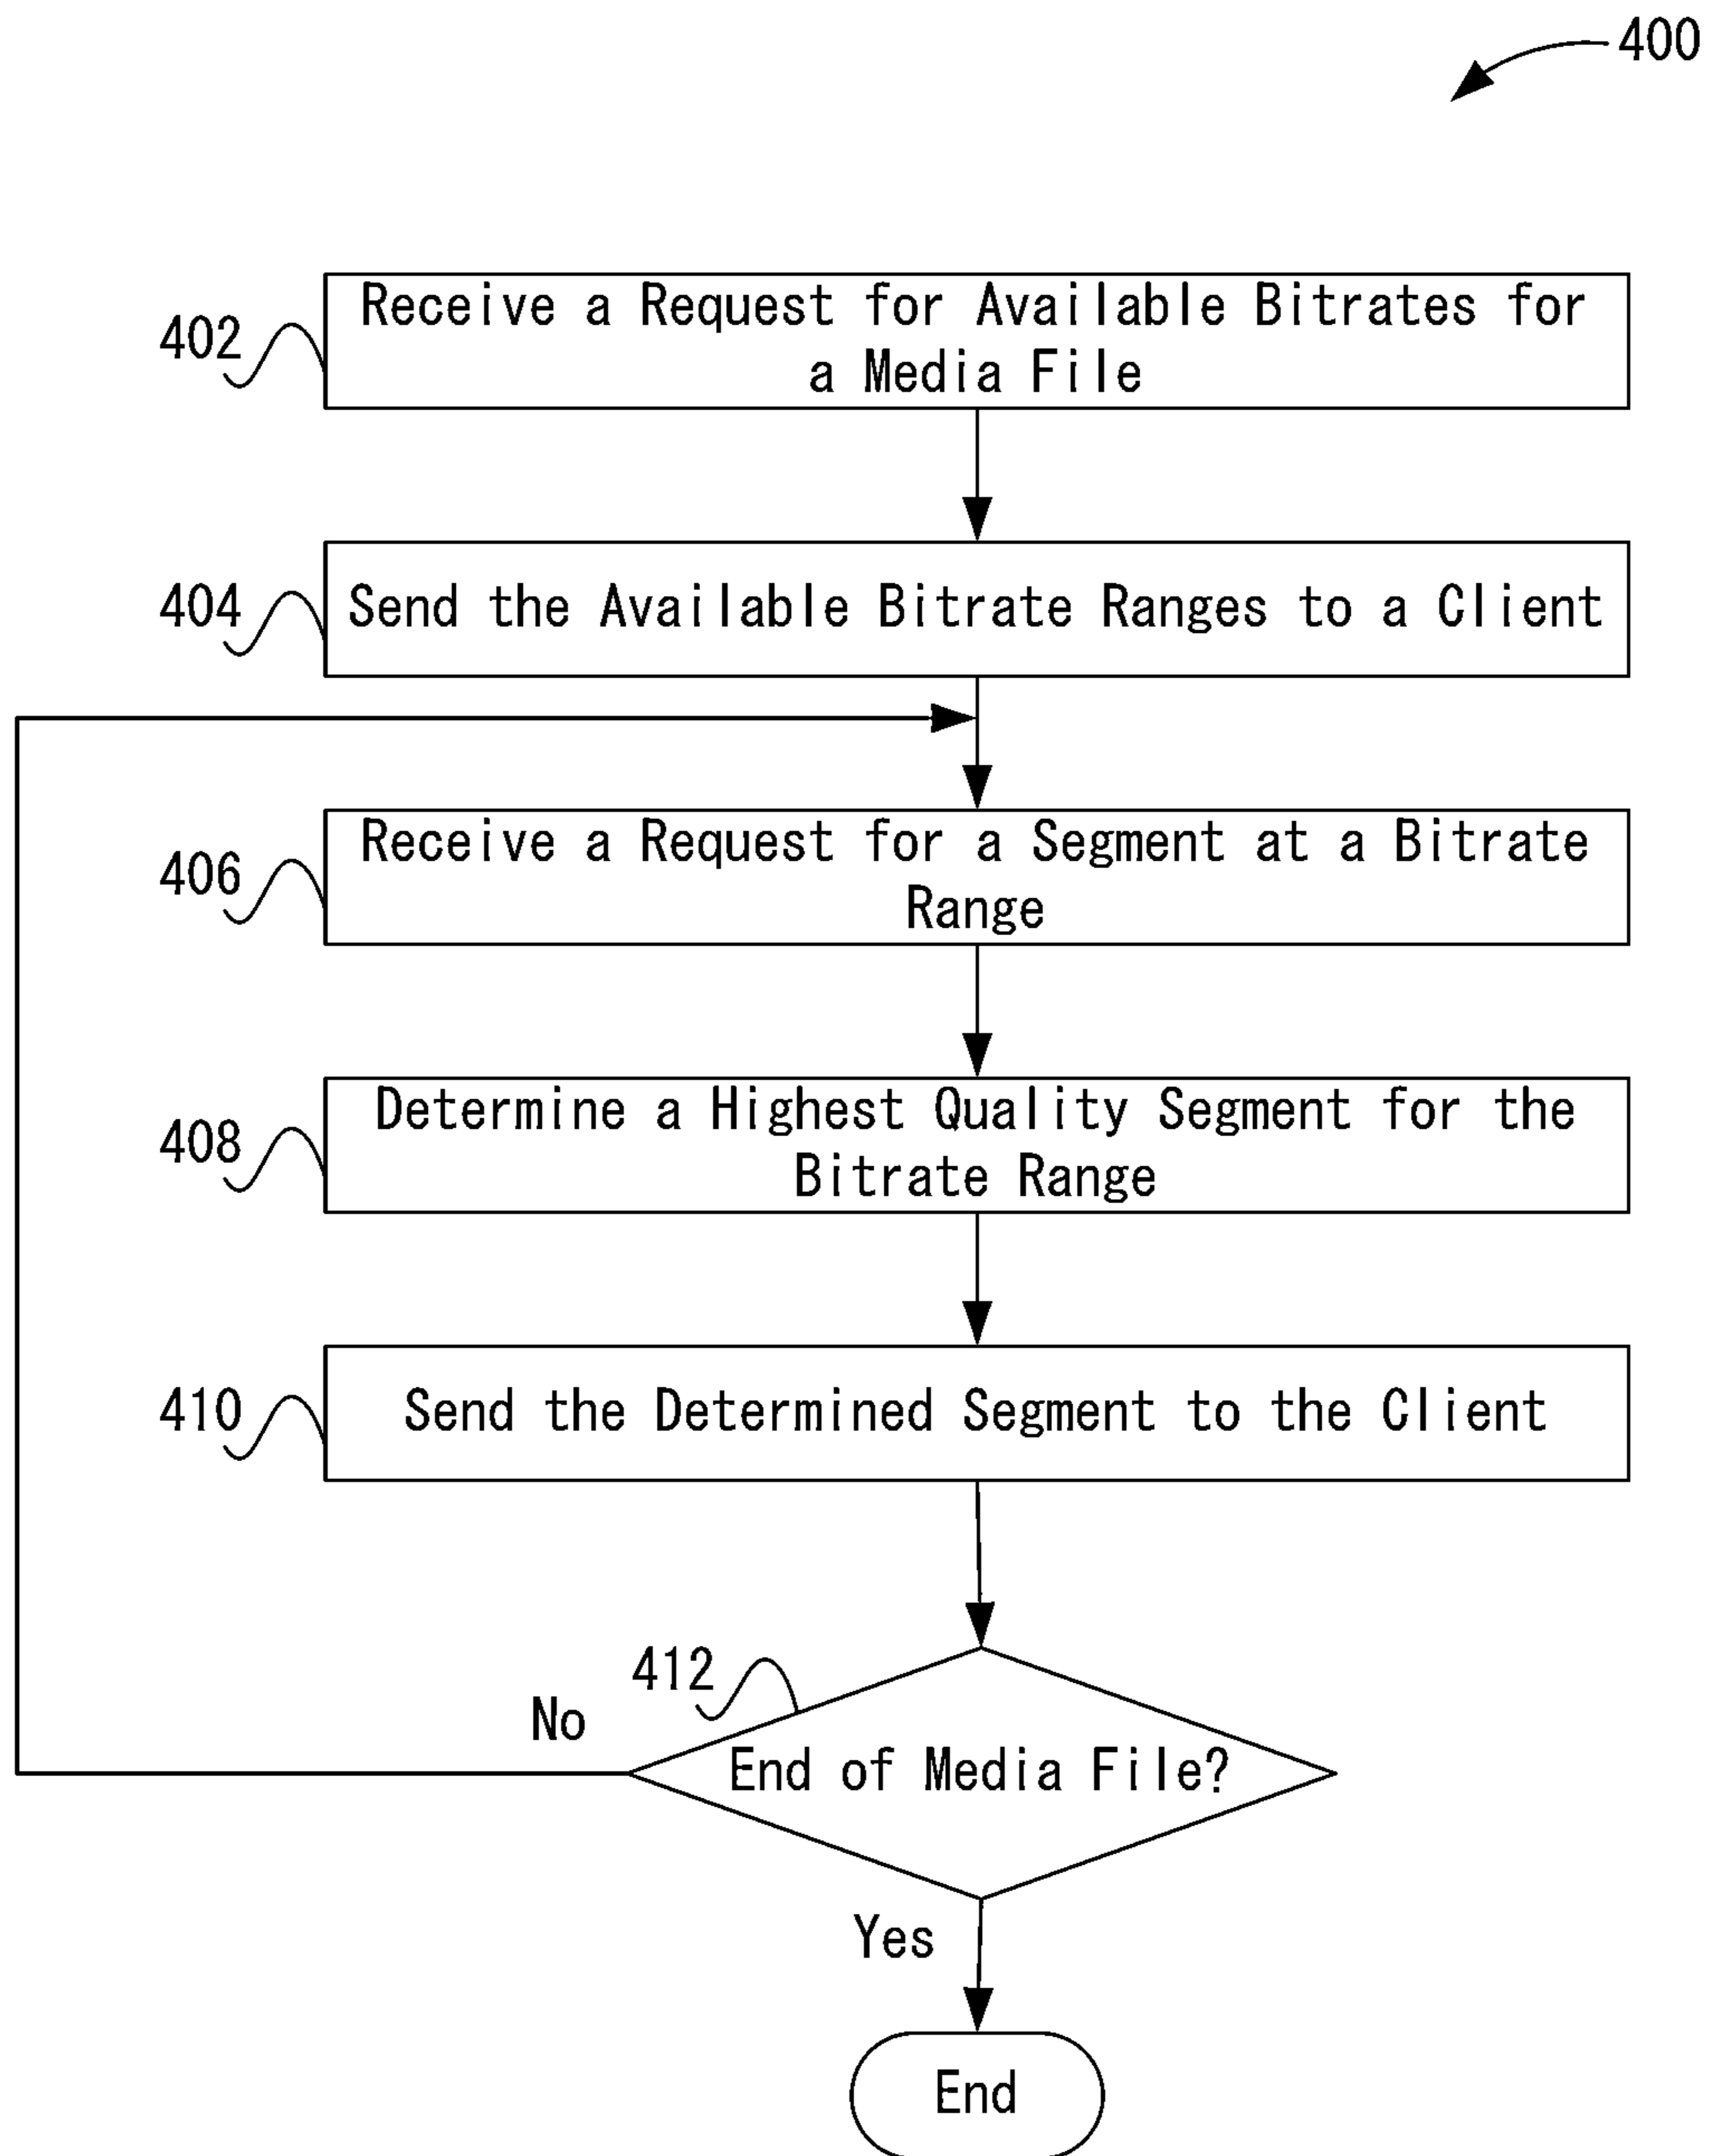 400
402
Receive a Request for Available Bitrates for
a Media File
404
Send the Available Bitrate Ranges to a Client
406
Receive a Request for a Segment at a Bitrate
Range
408
Determine a Highest Quality Segment for the
Bitrate Range
410
Send the Determined Segment to the Client
412
No
End of Media File?
Yes
End